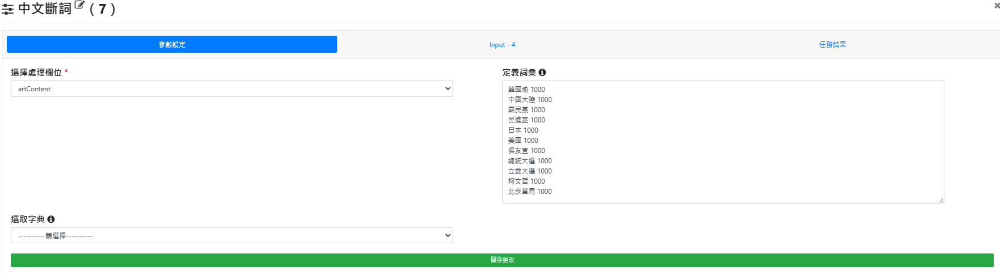 中文斷詞 ( 7 )
參數設定
Input - 4
任務結果
選擇處理欄位 *
artContent
定義詞彙
韓國瑜 1000
中國大陸 1000
國民黨 1000
民進黨 1000
日本 1000
美國 1000
侯友宜 1000
總統大選 1000
立委大選 1000
柯文哲 1000
北京當局 1000
選取字典
----------請選擇----------
儲存更改